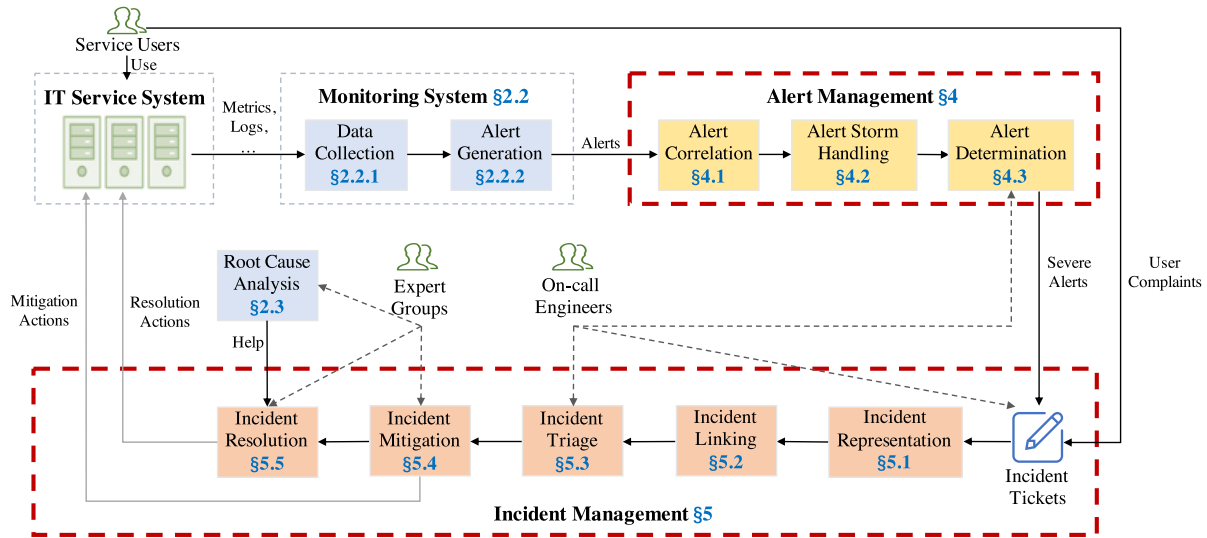 Service Users
Use
IT Service System
Metrics,
Logs,
...
Monitoring System §2.2
Data
Collection
§2.2.1
Alert
Generation
§2.2.2
Alerts
Alert Management §4
Alert
Correlation
§4.1
Alert Storm
Handling
§4.2
Alert
Determination
§4.3
Mitigation
Actions
Resolution
Actions
Root Cause
Analysis
§2.3
Help
Expert
Groups
On-call
Engineers
Severe
Alerts
User
Complaints
Incident
Resolution
§5.5
Incident
Mitigation
§5.4
Incident
Triage
§5.3
Incident
Linking
§5.2
Incident
Representation
§5.1
Incident
Tickets
Incident Management §5